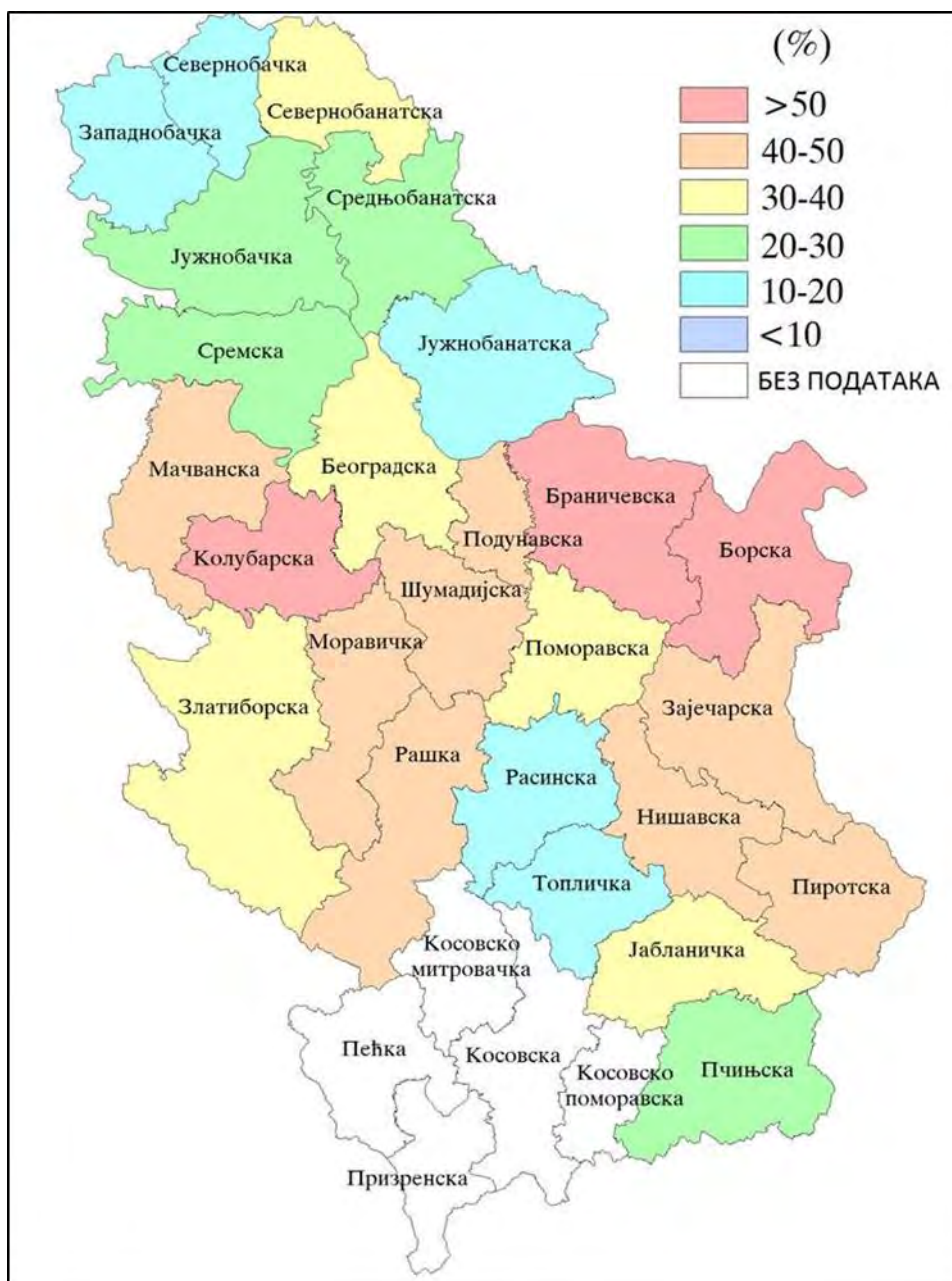 (%)
>50
40-50
30-40
20-30
10-20
<10
БЕЗ ПОДАТАКА
Севернобачка
Севернобанатска
Западнобачка
Средњобанатска
Јужнобачка
Јужнобанатска
Сремска
Мачванска
Београдска
Браничевска
Подунавска
Борска
Колубарска
Шумадијска
Моравичка
Поморавска
Златиборска
Зајечарска
Рашка
Расинска
Нишавска
Топличка
Пиротска
Косовско
митровачка
Јабланичка
Пећка
Косовска
Косовско
поморавска
Пчињска
Призренска